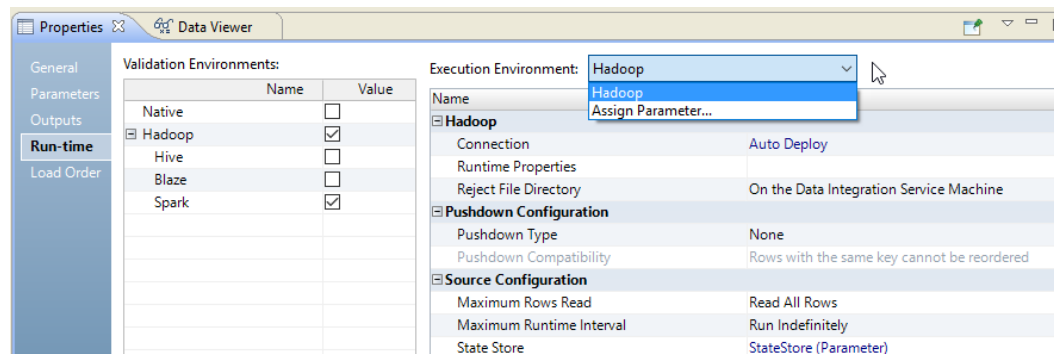 Properties Data Viewer
General
Parameters
Outputs
Run-time
Load Order
Validation Environments:
Name Value
Native
Hadoop
Hive
Blaze
Spark
Execution Environment: Hadoop
Hadoop
Assign Parameter...
Name
Hadoop
Connection Auto Deploy
Runtime Properties
Reject File Directory On the Data Integration Service Machine
Pushdown Configuration
Pushdown Type None
Pushdown Compatibility Rows with the same key cannot be reordered
Source Configuration
Maximum Rows Read Read All Rows
Maximum Runtime Interval Run Indefinitely
State Store StateStore (Parameter)